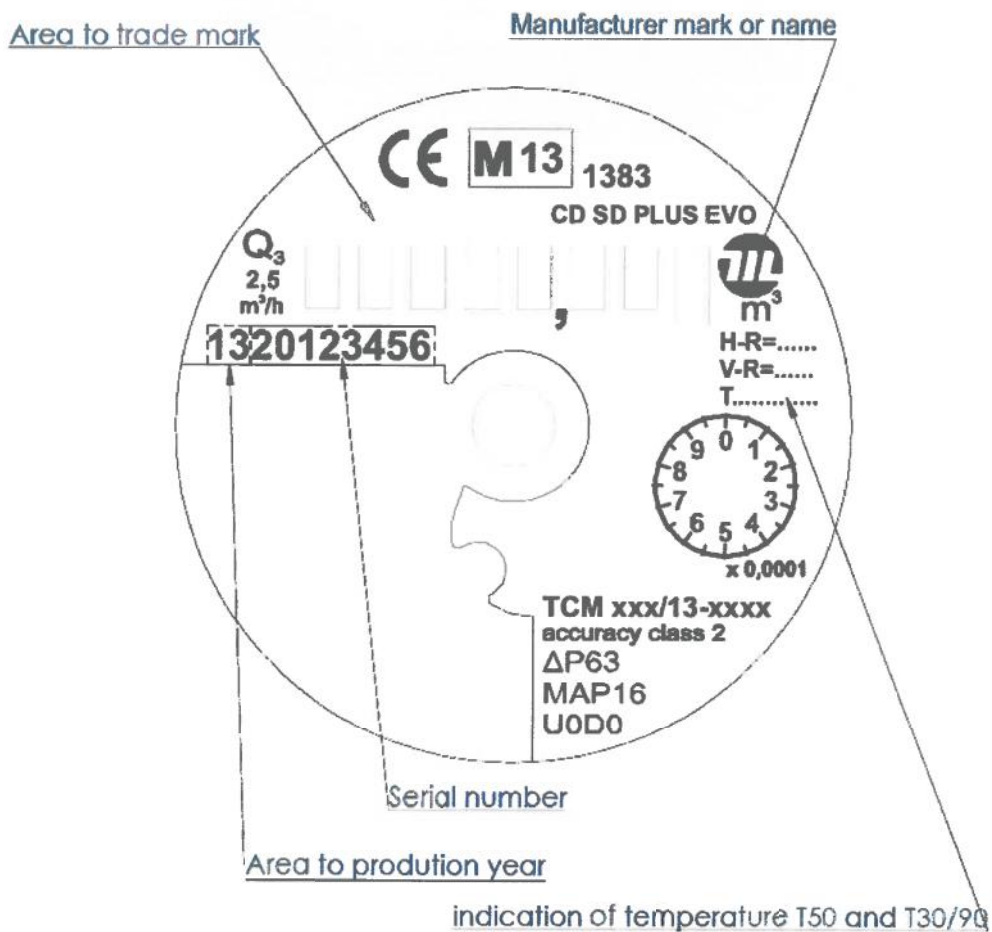 Area to trade mark
Manufacturer mark or name
CE M13 1383
CD SD PLUS EVO
Q3
2,5
m³/h
,
m³
1320123456
H-R=......
V-R=......
T.............
0 1 2 3 4 5 6 7 8 9
x 0,0001
TCM xxx/13-xxxx
accuracy class 2
ΔP63
MAP16
U0D0
Serial number
Area to prodution year
indication of temperature T50 and T30/90